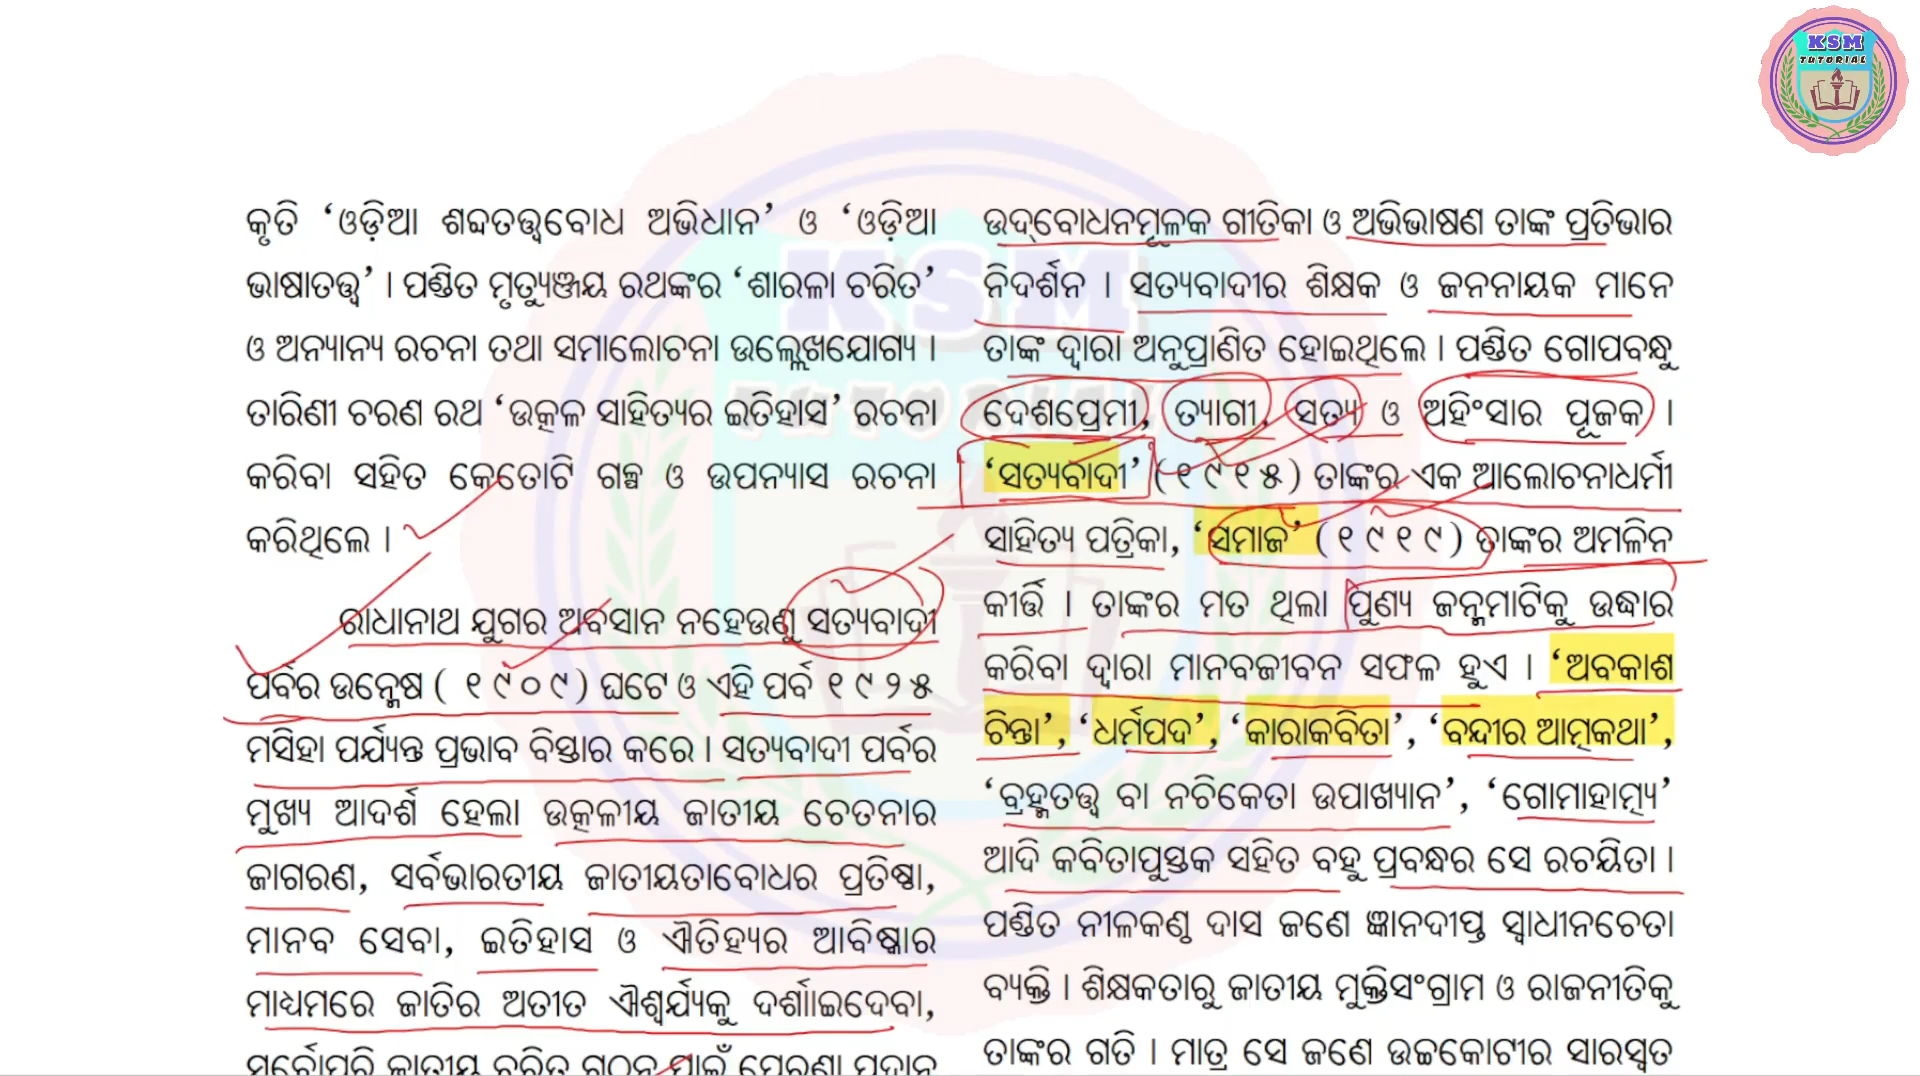 KSM
TUTORIAL
କୃତି ‘ଓଡ଼ିଆ ଶବ୍ଦତତ୍ତ୍ୱବୋଧ ଅଭିଧାନ’ ଓ ‘ଓଡ଼ିଆ
ଭାଷାତତ୍ତ୍ୱ’ । ପଣ୍ଡିତ ମୃତ୍ୟୁଞ୍ଜୟ ରଥଙ୍କର ‘ଶାରଳା ଚରିତ’
ଓ ଅନ୍ୟାନ୍ୟ ରଚନା ତଥା ସମାଲୋଚନା ଉଲ୍ଲେଖଯୋଗ୍ୟ ।
ତାରିଣୀ ଚରଣ ରଥ ‘ଉତ୍କଳ ସାହିତ୍ୟର ଇତିହାସ’ ରଚନା
କରିବା ସହିତ କେତୋଟି ଗଳ୍ପ ଓ ଉପନ୍ୟାସ ରଚନା
କରିଥିଲେ ।
ରାଧାନାଥ ଯୁଗର ଅବସାନ ନହେଉଣୁ ସତ୍ୟବାଦୀ
ପର୍ବର ଉନ୍ମେଷ ( ୧୯୦୯) ଘଟେ ଓ ଏହି ପର୍ବ ୧୯୨୫
ମସିହା ପର୍ଯ୍ୟନ୍ତ ପ୍ରଭାବ ବିସ୍ତାର କରେ । ସତ୍ୟବାଦୀ ପର୍ବର
ମୁଖ୍ୟ ଆଦର୍ଶ ହେଲା ଉତ୍କଳୀୟ ଜାତୀୟ ଚେତନାର
ଜାଗରଣ, ସର୍ବଭାରତୀୟ ଜାତୀୟତାବୋଧର ପ୍ରତିଷ୍ଠା,
ମାନବ ସେବା, ଇତିହାସ ଓ ଐତିହ୍ୟର ଆବିଷ୍କାର
ମାଧ୍ୟମରେ ଜାତିର ଅତୀତ ଐଶ୍ୱର୍ଯ୍ୟକୁ ଦର୍ଶାଇଦେବା,
ସର୍ବୋପରି ଜାତୀୟ ଚରିତ୍ର ଗଠନ ପାଇଁ ପ୍ରେରଣା ପ୍ରଦାନ
ଉଦ୍‌ବୋଧନମୂଳକ ଗୀତିକା ଓ ଅଭିଭାଷଣ ତାଙ୍କ ପ୍ରତିଭାର
ନିଦର୍ଶନ । ସତ୍ୟବାଦୀର ଶିକ୍ଷକ ଓ ଜନନାୟକ ମାନେ
ତାଙ୍କ ଦ୍ୱାରା ଅନୁପ୍ରାଣିତ ହୋଇଥିଲେ । ପଣ୍ଡିତ ଗୋପବନ୍ଧୁ
ଦେଶପ୍ରେମୀ, ତ୍ୟାଗୀ, ସତ୍ୟ ଓ ଅହିଂସାର ପୂଜକ ।
‘ସତ୍ୟବାଦୀ’ (୧୯୧୫) ତାଙ୍କର ଏକ ଆଲୋଚନାଧର୍ମୀ
ସାହିତ୍ୟ ପତ୍ରିକା, ‘ସମାଜ’ (୧୯୧୯) ତାଙ୍କର ଅମଳିନ
କୀର୍ତ୍ତି । ତାଙ୍କର ମତ ଥିଲା ପୁଣ୍ୟ ଜନ୍ମମାଟିକୁ ଉଦ୍ଧାର
କରିବା ଦ୍ୱାରା ମାନବଜୀବନ ସଫଳ ହୁଏ । ‘ଅବକାଶ
ଚିନ୍ତା’, ‘ଧର୍ମପଦ’, ‘କାରାକବିତା’, ‘ବନ୍ଦୀର ଆତ୍ମକଥା’,
‘ବ୍ରହ୍ମତତ୍ତ୍ୱ ବା ନଚିକେତା ଉପାଖ୍ୟାନ’, ‘ଗୋମାହାତ୍ମ୍ୟ’
ଆଦି କବିତାପୁସ୍ତକ ସହିତ ବହୁ ପ୍ରବନ୍ଧର ସେ ରଚୟିତା ।
ପଣ୍ଡିତ ନୀଳକଣ୍ଠ ଦାସ ଜଣେ ଜ୍ଞାନଦୀପ୍ତ ସ୍ୱାଧୀନଚେତା
ବ୍ୟକ୍ତି । ଶିକ୍ଷକତାରୁ ଜାତୀୟ ମୁକ୍ତିସଂଗ୍ରାମ ଓ ରାଜନୀତିକୁ
ତାଙ୍କର ଗତି । ମାତ୍ର ସେ ଜଣେ ଉଚ୍ଚକୋଟୀର ସାରସ୍ୱତ